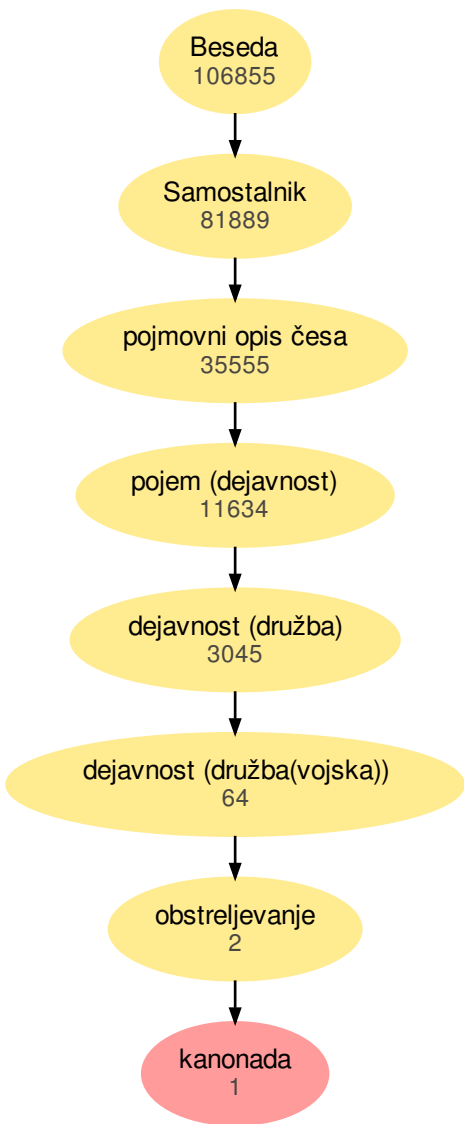 Beseda
106855
Samostalnik
81889
pojmovni opis česa
35555
pojem (dejavnost)
11634
dejavnost (družba)
3045
dejavnost (družba(vojska))
64
obstreljevanje
2
kanonada
1